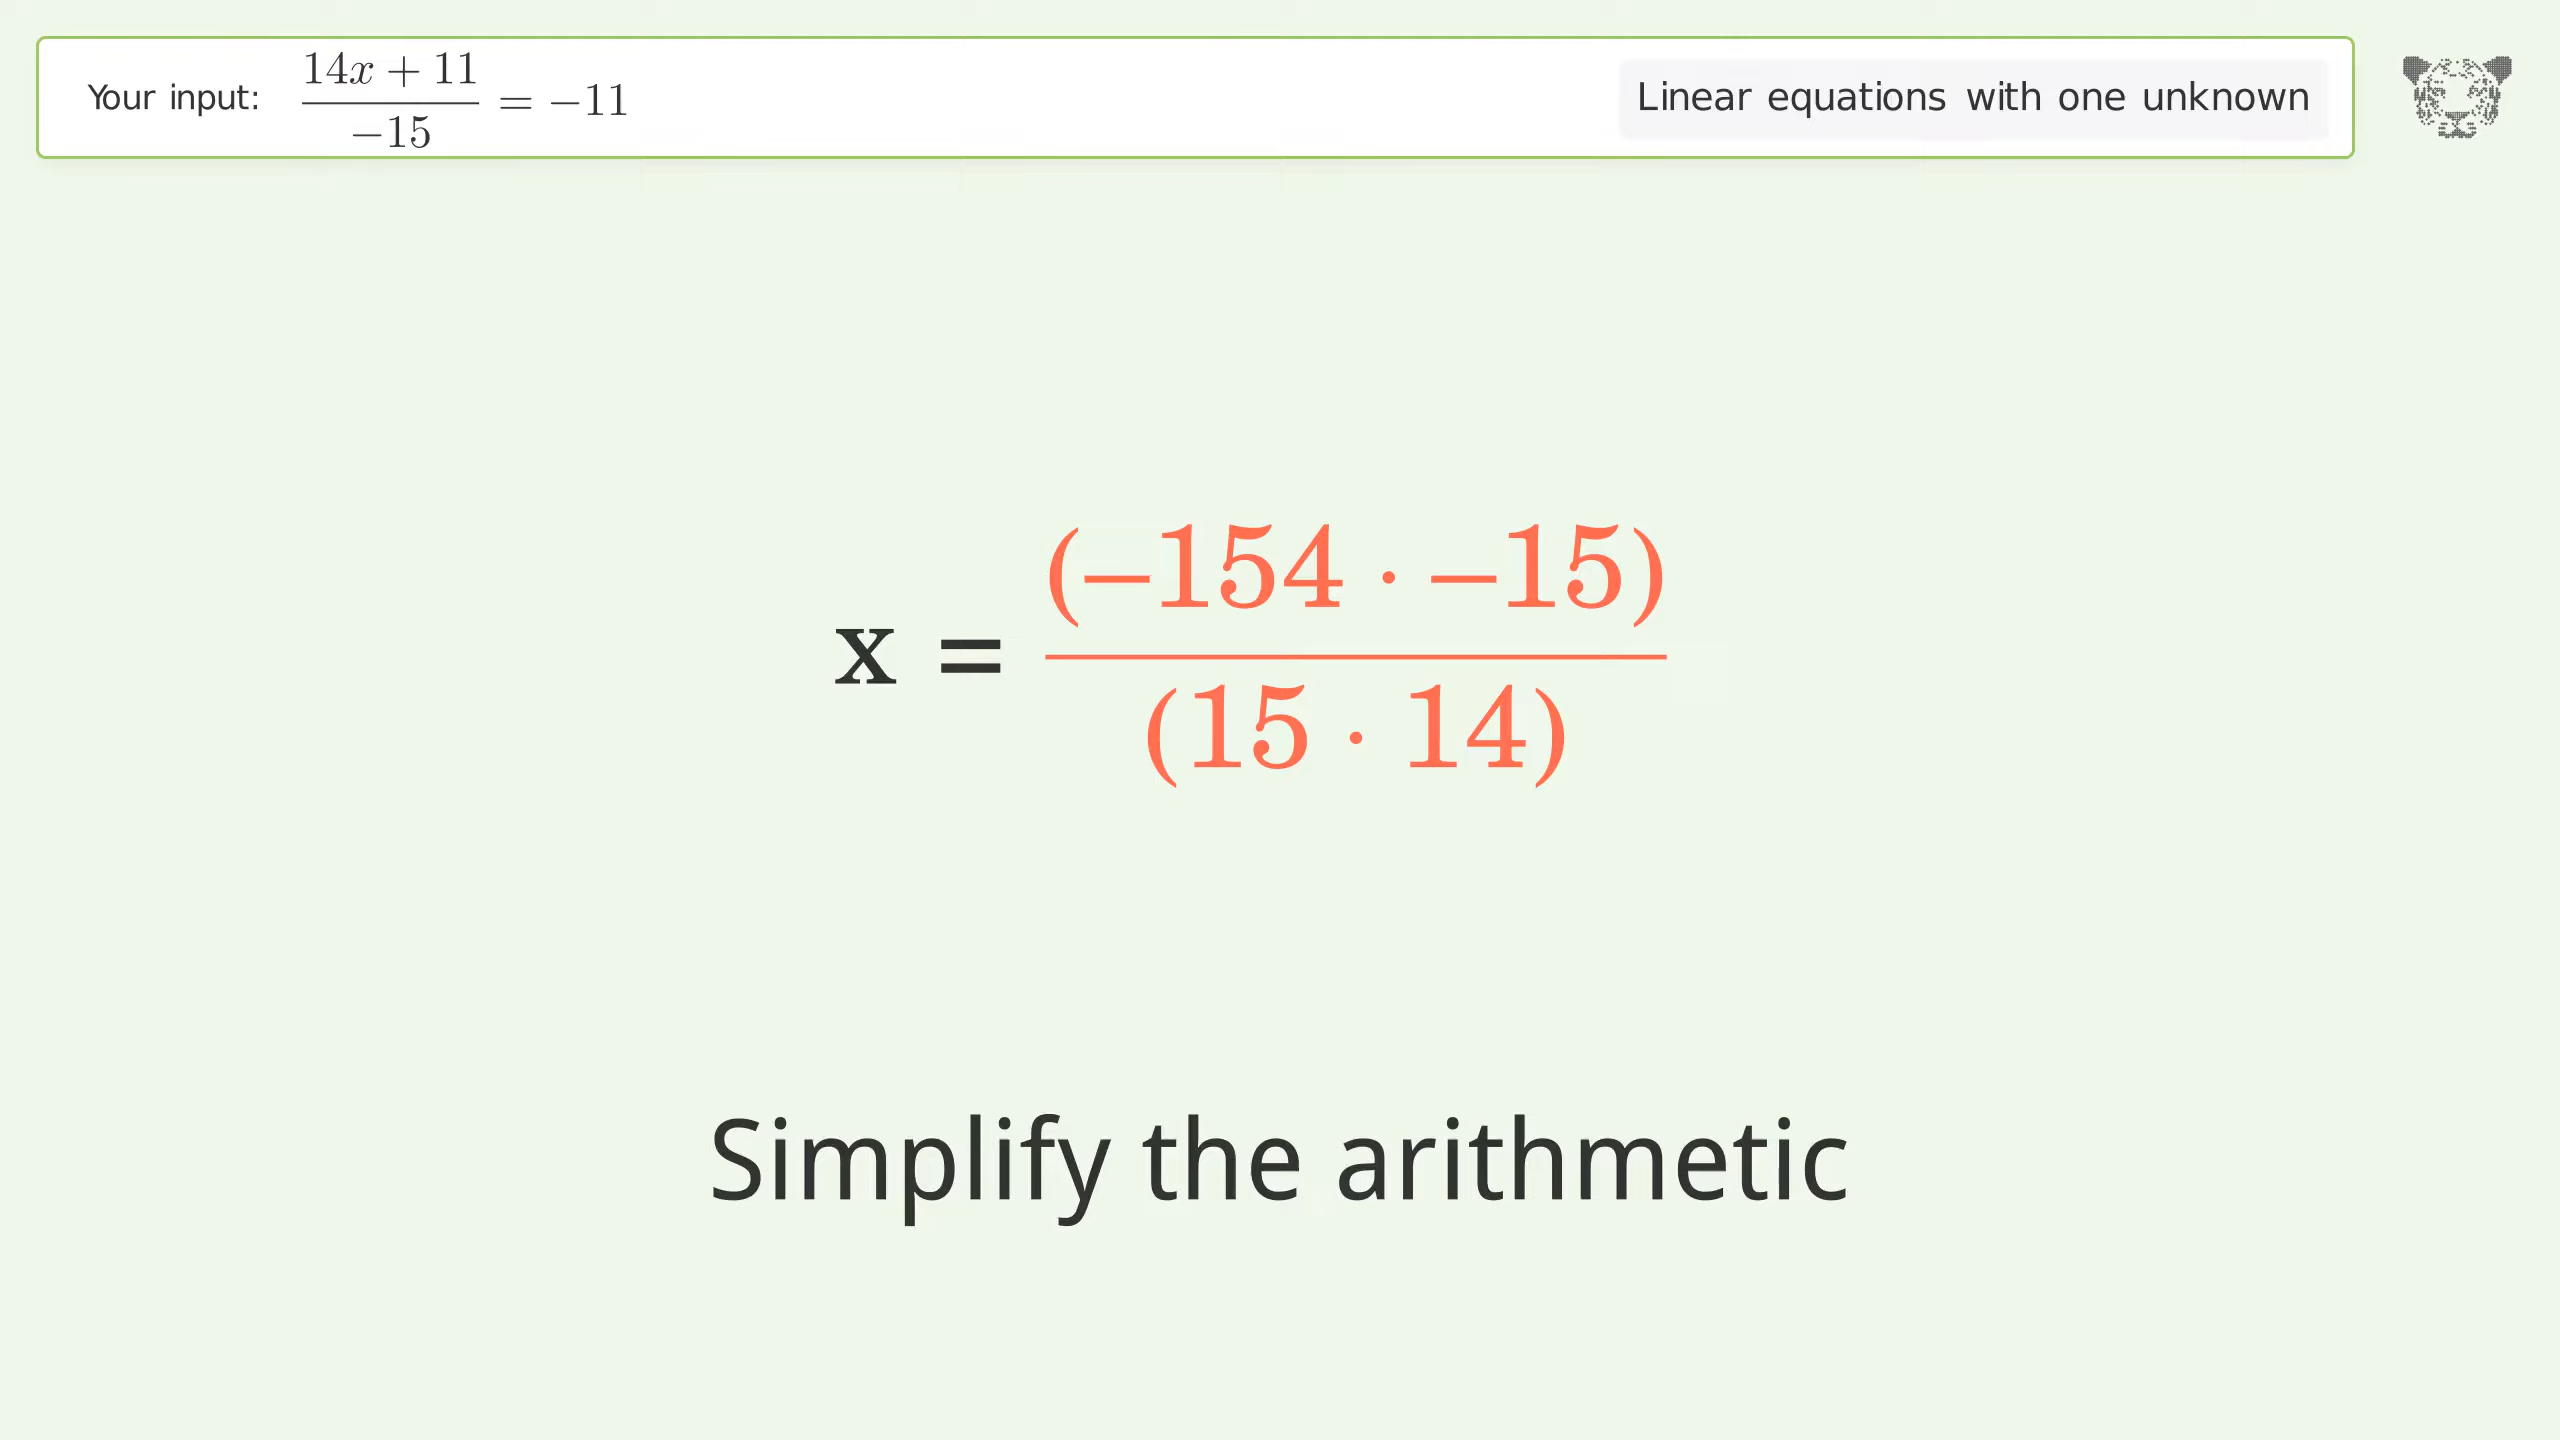 Your input: (14x + 11)/(−15) = −11
Linear equations with one unknown
x = (−154 · −15)/(15 · 14)
Simplify the arithmetic